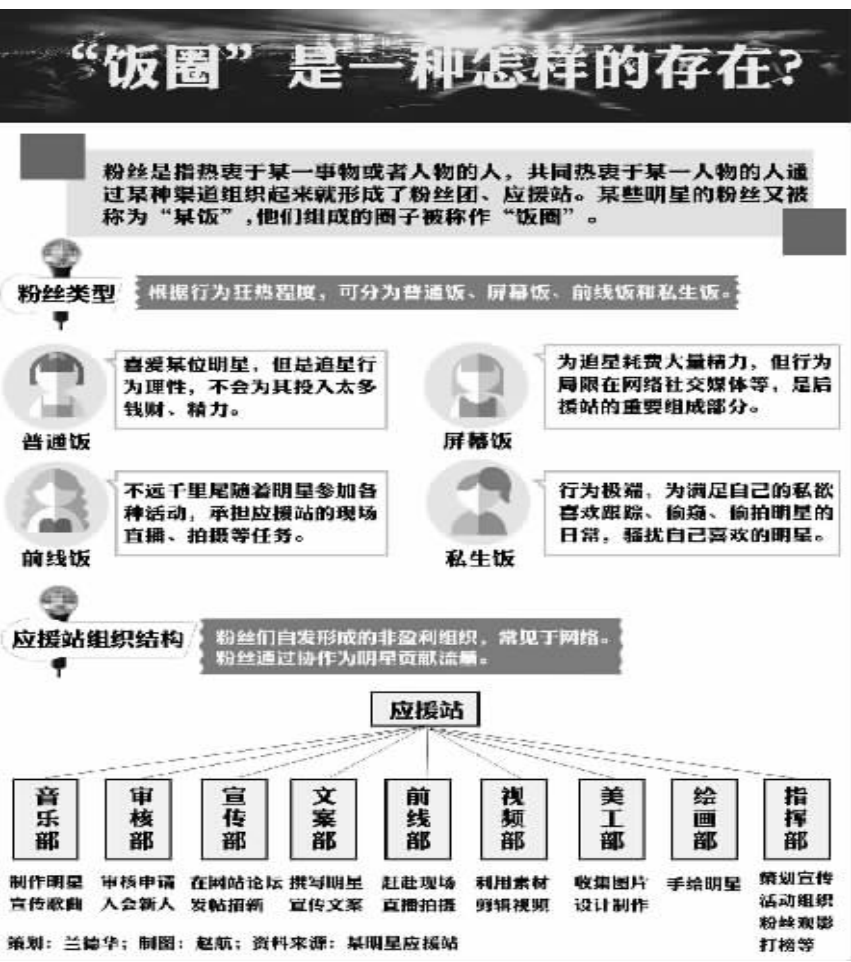 “饭圈”是一种怎样的存在?
粉丝是指热衷于某一事物或者人物的人，共同热衷于某一人物的人通
过某种渠道组织起来就形成了粉丝团、应援站。某些明星的粉丝又被
称为“某饭”,他们组成的圈子被称作“饭圈”。
粉丝类型
根据行为狂热程度，可分为普通饭、屏幕饭、前线饭和私生饭。
喜爱某位明星，但是追星行
为理性，不会为其投入太多
钱财、精力。
普通饭
为追星耗费大量精力，但行为
局限在网络社交媒体等，是后
援站的重要组成部分。
屏幕饭
不远千里尾随着明星参加各
种活动，承担应援站的现场
直播、拍摄等任务。
前线饭
行为极端，为满足自己的私欲
喜欢跟踪、偷窥、偷拍明星的
日常，骚扰自己喜欢的明星。
私生饭
应援站组织结构
粉丝们自发形成的非盈利组织，常见于网络。
粉丝通过协作为明星贡献流量。
应援站
音乐部
制作明星
宣传歌曲
审核部
审核申请
入会新人
宣传部
在网站论坛
发帖招新
文案部
撰写明星
宣传文案
前线部
赶赴现场
直播拍摄
视频部
利用素材
剪辑视频
美工部
收集图片
设计制作
绘画部
手绘明星
指挥部
策划宣传
活动组织
粉丝观影
打榜等
策划：兰德华；制图：赵航；资料来源：某明星应援站